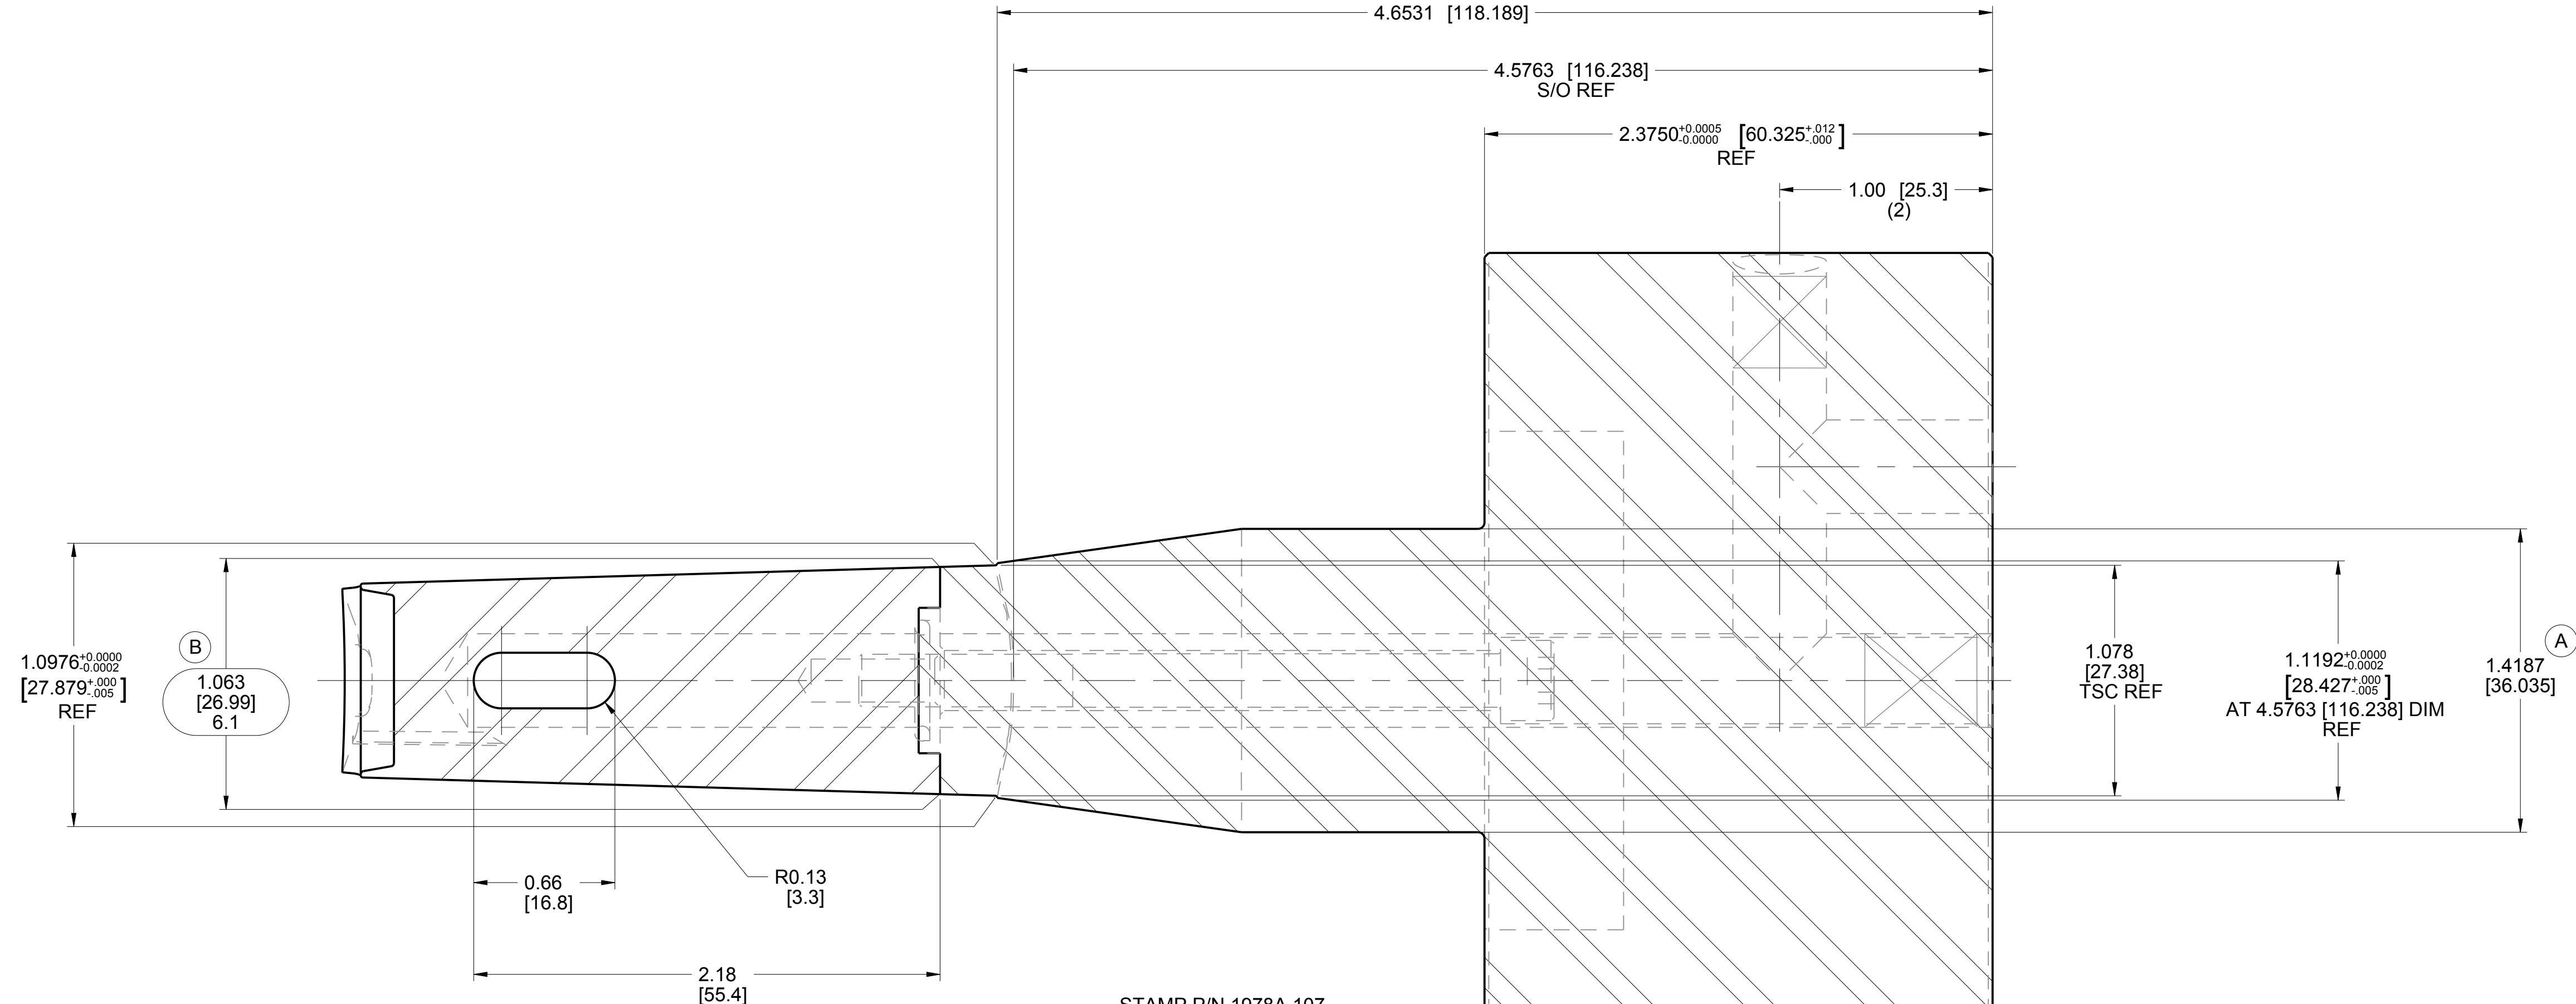 4.6531 [118.189]
4.5763 [116.238]
S/O REF
2.3750+0.0005 -0.0000 [60.325+.012 -.000]
REF
1.00 [25.3]
(2)
1.0976+0.0000 -0.0002
[27.879+.000 -.005]
REF
B
1.063
[26.99]
6.1
0.66
[16.8]
R0.13
[3.3]
2.18
[55.4]
STAMP P/N 1978A-107
1.078
[27.38]
TSC REF
1.1192+0.0000 -0.0002
[28.427+.000 -.005]
AT 4.5763 [116.238] DIM
REF
A
1.4187
[36.035]